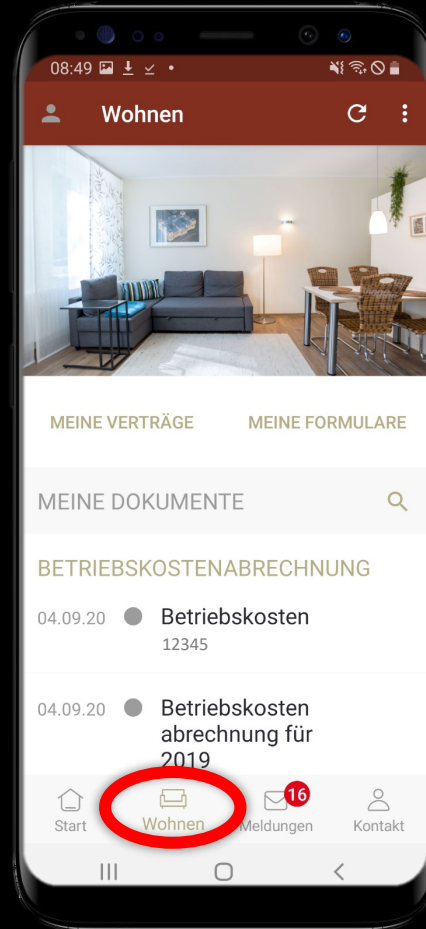 08:49
Wohnen
MEINE VERTRÄGE MEINE FORMULARE
MEINE DOKUMENTE
BETRIEBSKOSTENABRECHNUNG
04.09.20 Betriebskosten
12345
04.09.20 Betriebskosten
abrechnung für
2019
16
Start Wohnen Meldungen Kontakt